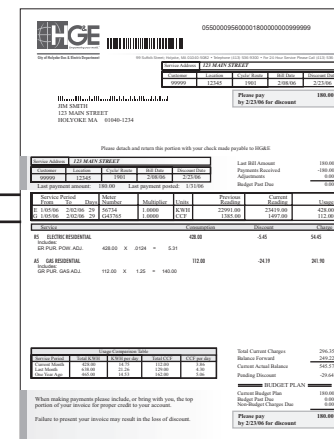 05500009560000180000000000999999
HG&E
City of Holyoke Gas & Electric Department
Service Address 123 MAIN STREET
Customer Location Cycle Route Bill Date Discount Date
99999 12345 1901 2/08/06 2/23/06
Please pay 180.00
by 2/23/06 for discount
JIM SMITH
123 MAIN STREET
HOLYOKE MA 01040-1234
Please detach and return this portion with your check made payable to HG&E
Service Address 123 MAIN STREET
Customer Location Cycle Route Bill Date Discount Date
99999 12345 1901 2/08/06 2/23/06
Last payment amount: 180.00 Last payment posted: 1/31/06
Last Bill Amount 180.00
Payments Received -180.00
Adjustments 0.00
Budget Past Due 0.00
Service Period From To Days Meter Number Multiplier Units Previous Reading Current Reading Usage
E 1/05/06 2/02/06 29 56734 1.0000 KWH 22991.00 23419.00 428.00
G 1/05/06 2/02/06 29 G43765 1.0000 CCF 1385.00 1497.00 112.00
Service Consumption Discount Charge
R5 ELECTRIC RESIDENTIAL 428.00 -5.45 54.45
Includes:
ER PUR. POW. ADJ. 428.00 X .0124 = 5.31
A5 GAS RESIDENTIAL 112.00 -24.19 241.90
Includes:
GR PUR. GAS ADJ. 112.00 X 1.25 = 140.00
Usage Comparison Table
Service Period Total KWH KWH per day Total CCF CCF per day
Current Month 428.00 14.75 112.00 3.86
Last Month 638.00 21.26 129.00 4.30
One Year Ago 14.53 5.06
Total Current Charges 296.35
Balance Forward 249.22
Current Actual Balance 545.57
Pending Discount -29.64
BUDGET PLAN
Current Budget Plan 180.00
Budget Past Due 0.00
Non-Budget Charges Due 0.00
Please pay 180.00
by 2/23/06 for discount
When making payments please include, or bring with you, the top
portion of your invoice for proper credit to your account.
Failure to present your invoice may result in the loss of discount.